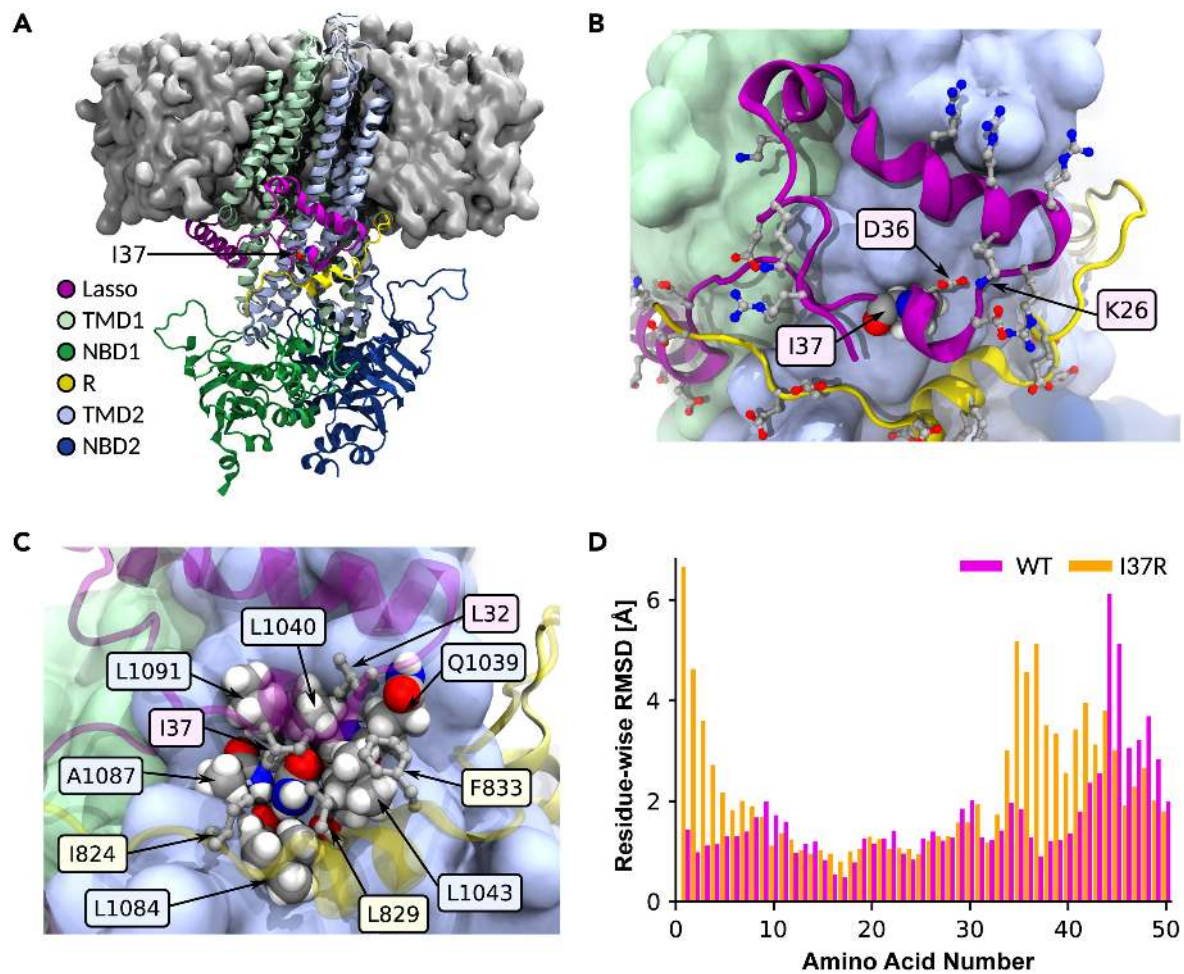 A
I37
Lasso
TMD1
NBD1
R
TMD2
NBD2
B
D36
K26
I37
C
L32
L1040
Q1039
L1091
I37
A1087
F833
I824
L1043
L1084
L829
D
WT I37R
Residue-wise RMSD [Å]
6
4
2
0
0 10 20 30 40 50
Amino Acid Number